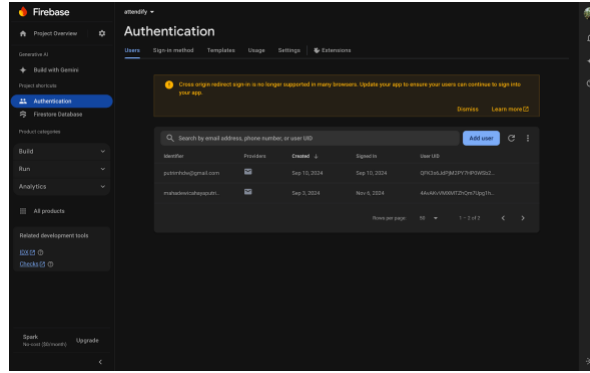 Firebase
attendify
Project Overview
Authentication
Users Sign-in method Templates Usage Settings Extensions
Generative AI
Build with Gemini
Project shortcuts
Authentication
Firestore Database
Product categories
Build
Run
Analytics
All products
Related development tools
IDX
Checks
Spark
No-cost ($0/month)
Upgrade
Cross origin redirect sign-in is no longer supported in many browsers. Update your app to ensure your users can continue to sign into
your app.
Dismiss Learn more
Search by email address, phone number, or user UID
Add user
Identifier Providers Created Signed In User UID
Sep 10, 2024 Sep 10, 2024
Sep 3, 2024 Nov 6, 2024
Rows per page: 50 1 – 2 of 2